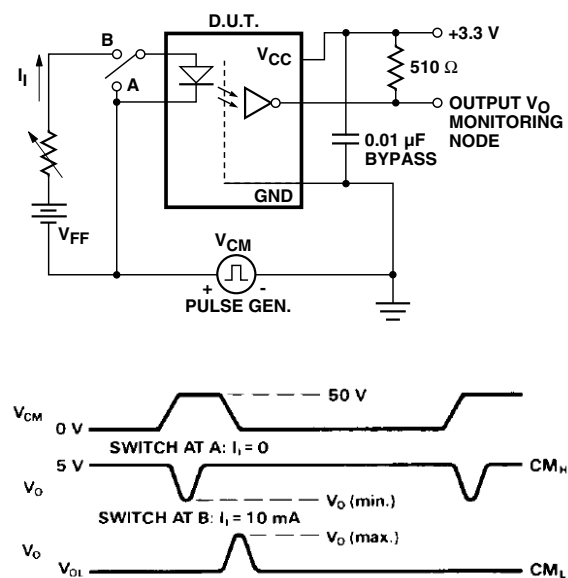 D.U.T.
B
V_CC
+3.3 V
I_I
A
510 Ω
OUTPUT V_O
MONITORING
NODE
0.01 µF
BYPASS
GND
V_FF
V_CM
+ -
PULSE GEN.
50 V
V_CM
0 V
SWITCH AT A: I_I = 0
5 V
CM_H
V_O
V_O (min.)
SWITCH AT B: I_I = 10 mA
V_O (max.)
V_O
V_OL
CM_L